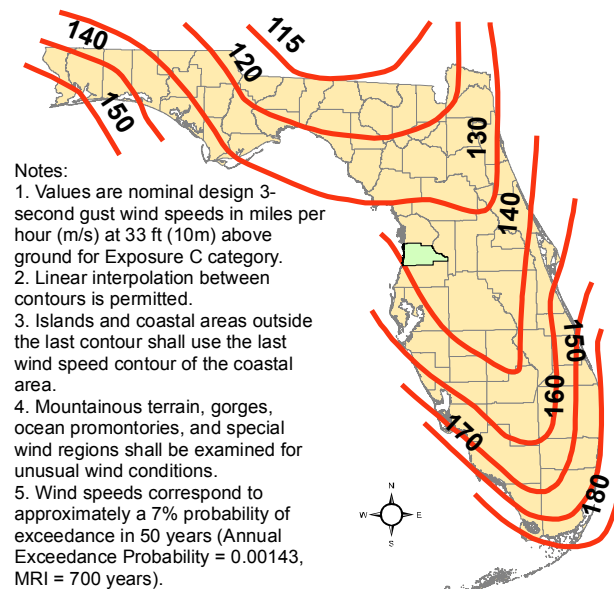 115
140
120
150
130
140
Notes:
1. Values are nominal design 3-
second gust wind speeds in miles per
hour (m/s) at 33 ft (10m) above
ground for Exposure C category.
2. Linear interpolation between
contours is permitted.
3. Islands and coastal areas outside
the last contour shall use the last
wind speed contour of the coastal
area.
4. Mountainous terrain, gorges,
ocean promontories, and special
wind regions shall be examined for
unusual wind conditions.
5. Wind speeds correspond to
approximately a 7% probability of
exceedance in 50 years (Annual
Exceedance Probability = 0.00143,
MRI = 700 years).
150
160
170
180
N
W E
S